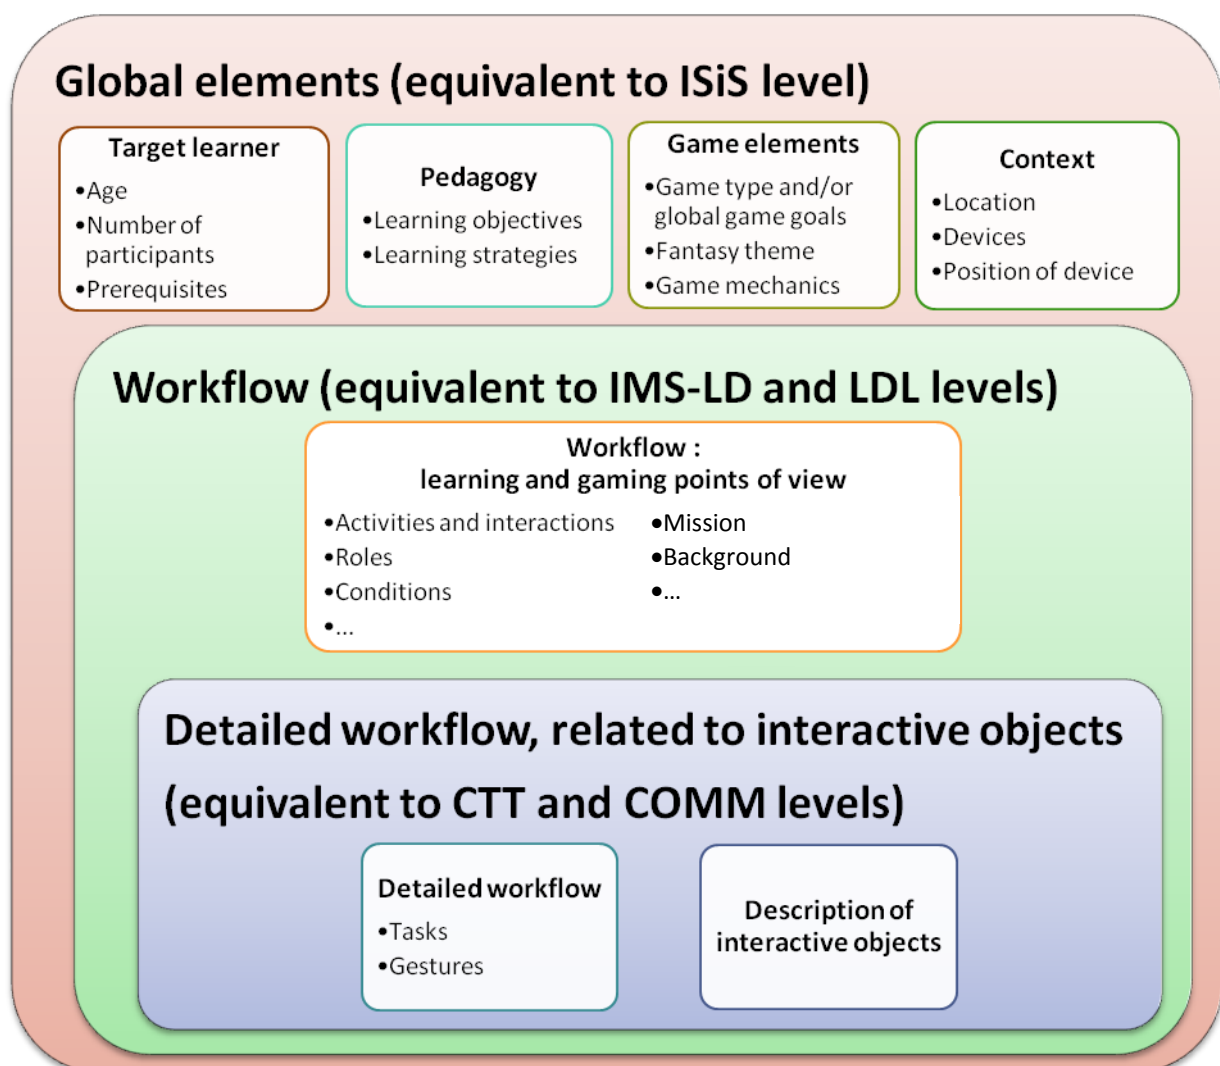 Global elements (equivalent to ISiS level)
Target learner
•Age
•Number of
participants
•Prerequisites
Pedagogy
•Learning objectives
•Learning strategies
Game elements
•Game type and/or
global game goals
•Fantasy theme
•Game mechanics
Context
•Location
•Devices
•Position of device
Workflow (equivalent to IMS-LD and LDL levels)
Workflow :
learning and gaming points of view
•Activities and interactions
•Roles
•Conditions
•...
•Mission
•Background
•...
Detailed workflow, related to interactive objects
(equivalent to CTT and COMM levels)
Detailed workflow
•Tasks
•Gestures
Description of
interactive objects